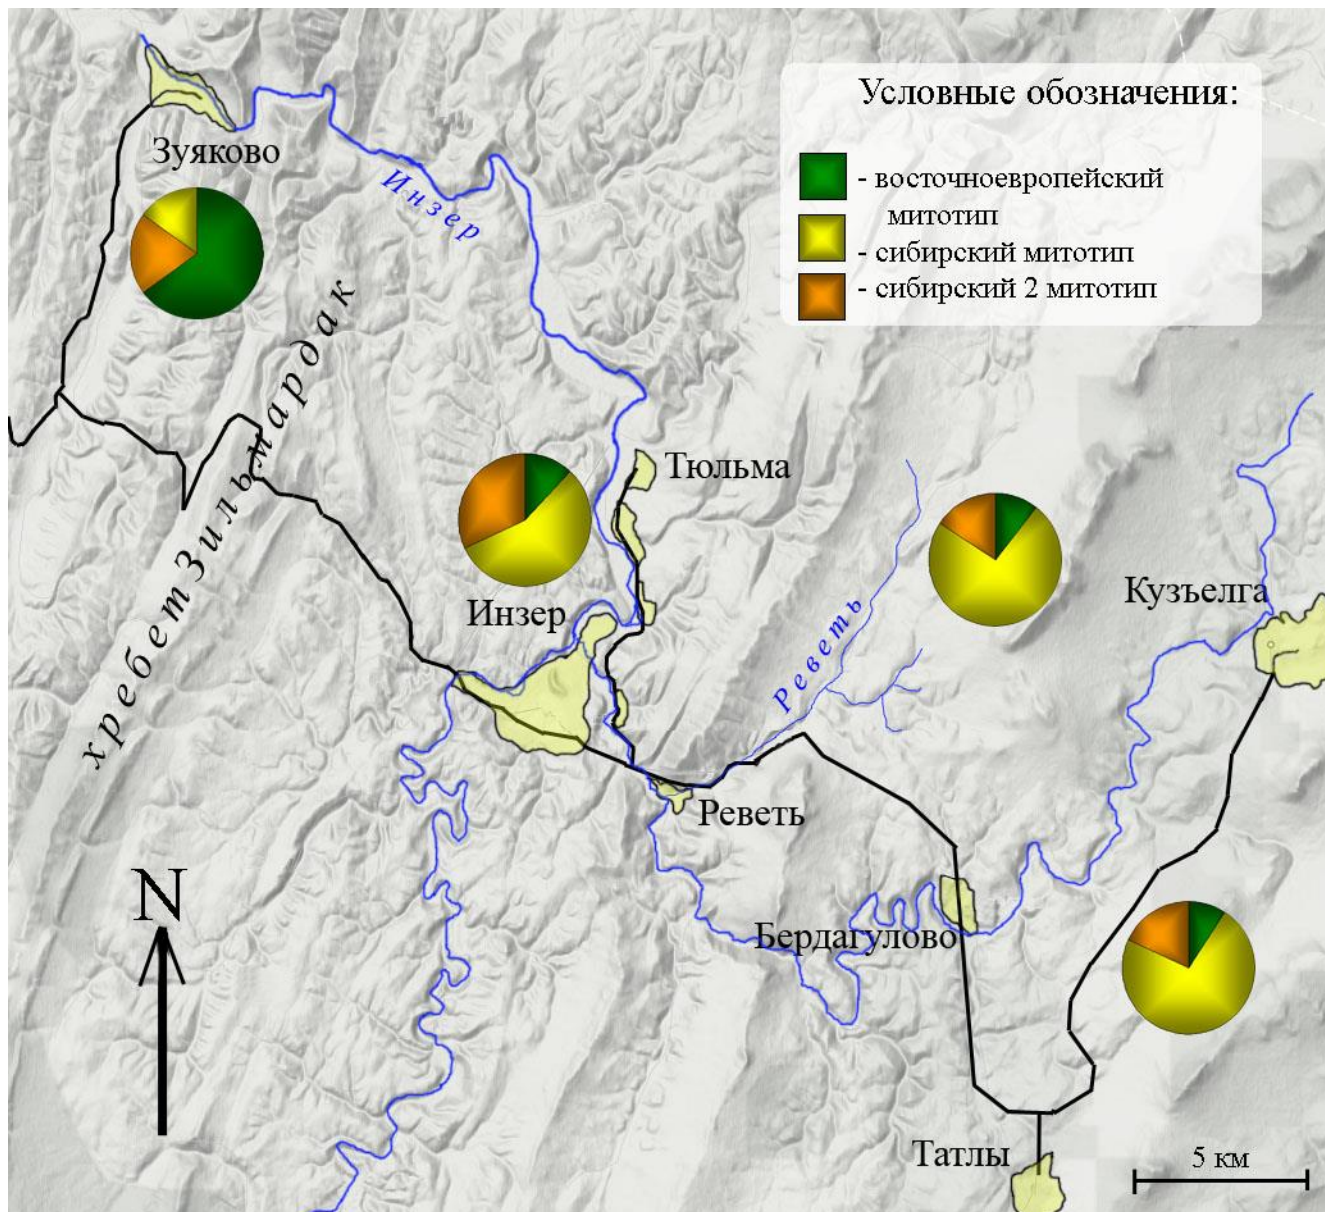 Условные обозначения:
- восточноевропейский
митотип
- сибирский митотип
- сибирский 2 митотип
Зуяково
Инзер
хребет Зильмардак
Тюльма
Инзер
Кузъелга
Реветь
Реветь
Бердагулово
N
Татлы
5 км